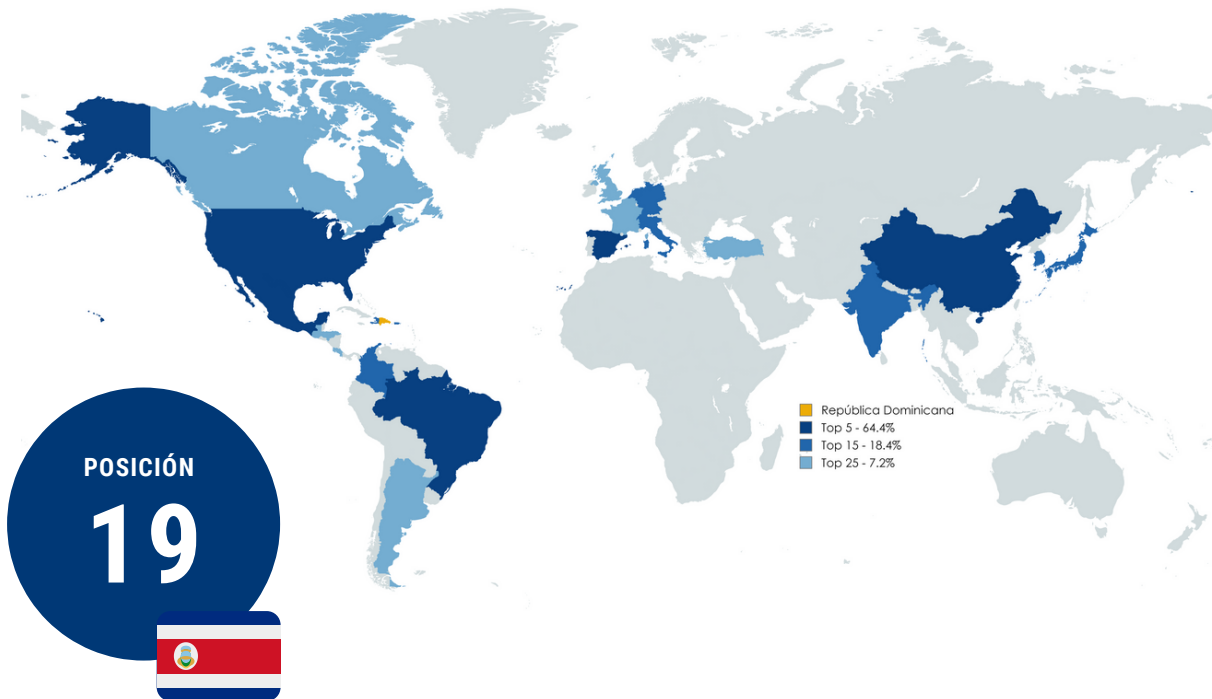 República Dominicana
Top 5 - 64.4%
Top 15 - 18.4%
Top 25 - 7.2%
POSICIÓN
19